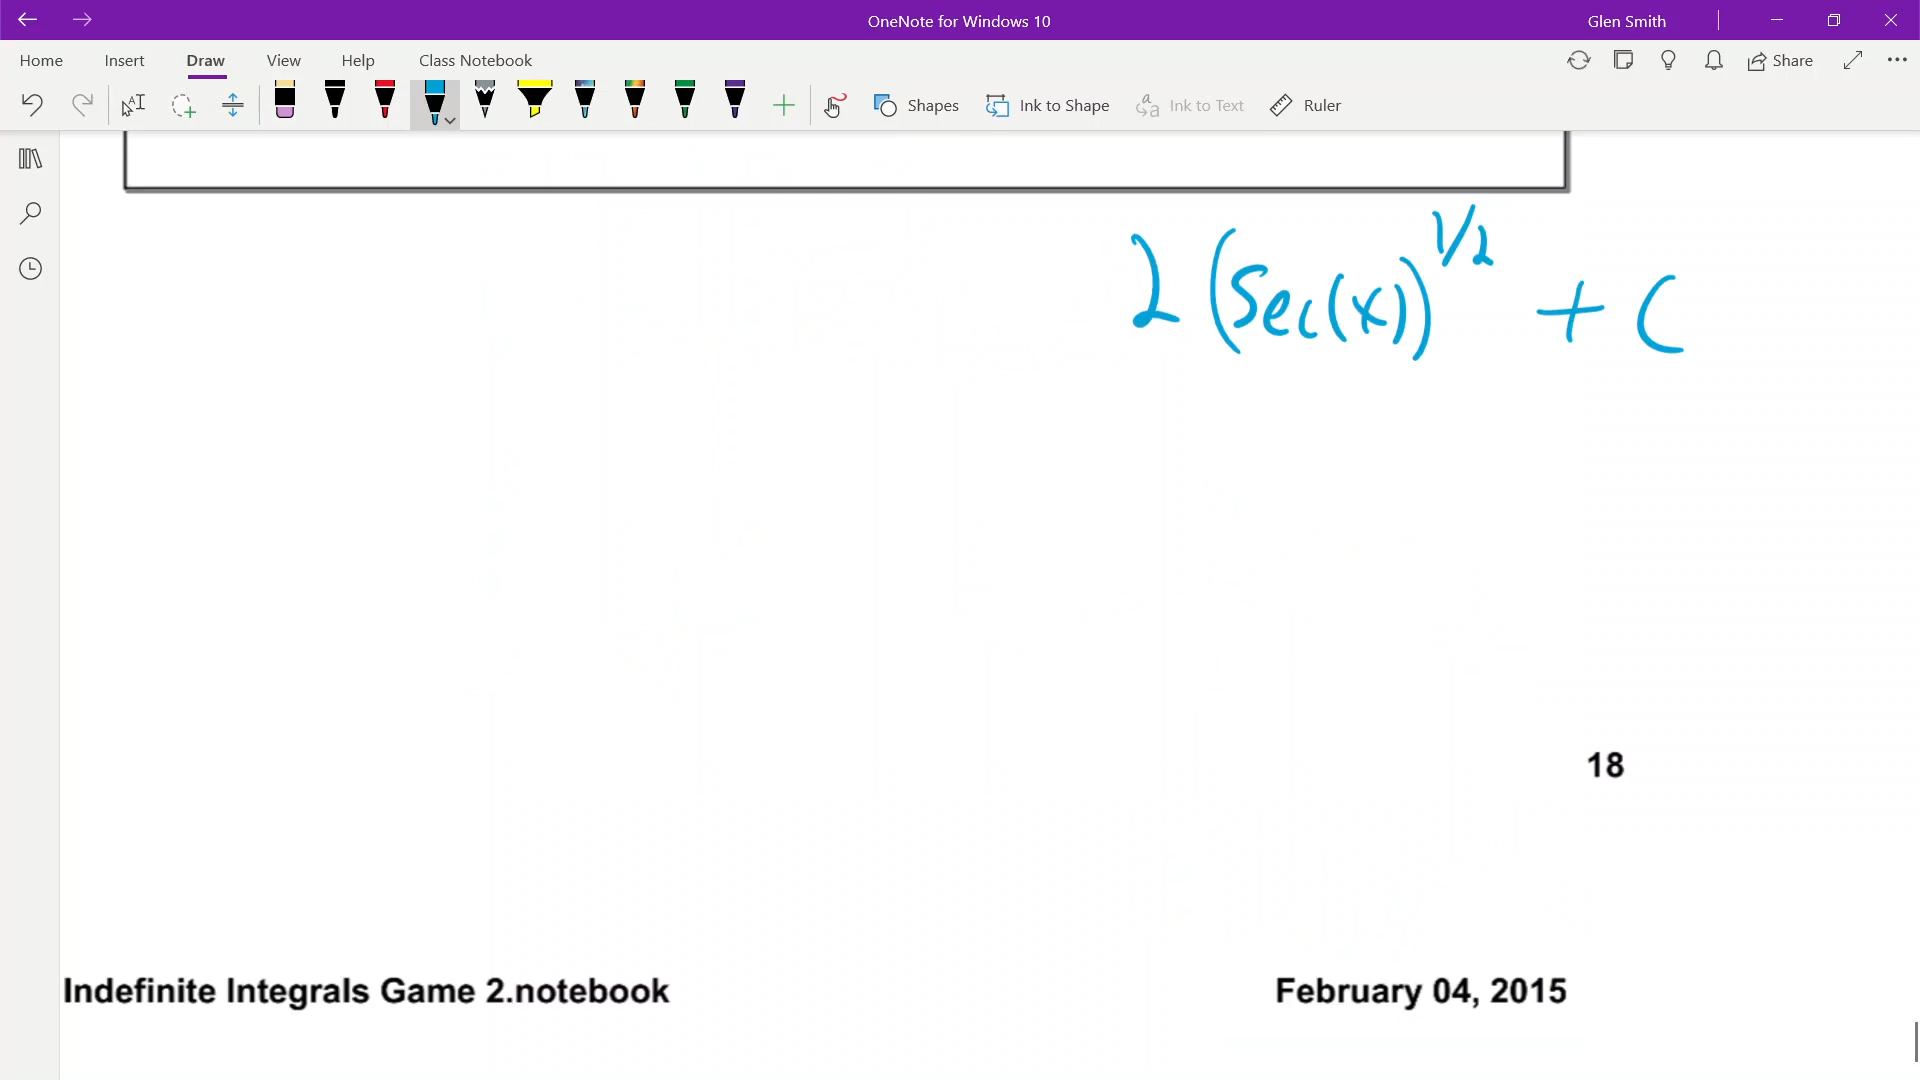 OneNote for Windows 10
Glen Smith
Home Insert Draw View Help Class Notebook
Share
Shapes Ink to Shape Ink to Text Ruler
2 (Sec(x))^1/2 + C
18
Indefinite Integrals Game 2.notebook
February 04, 2015